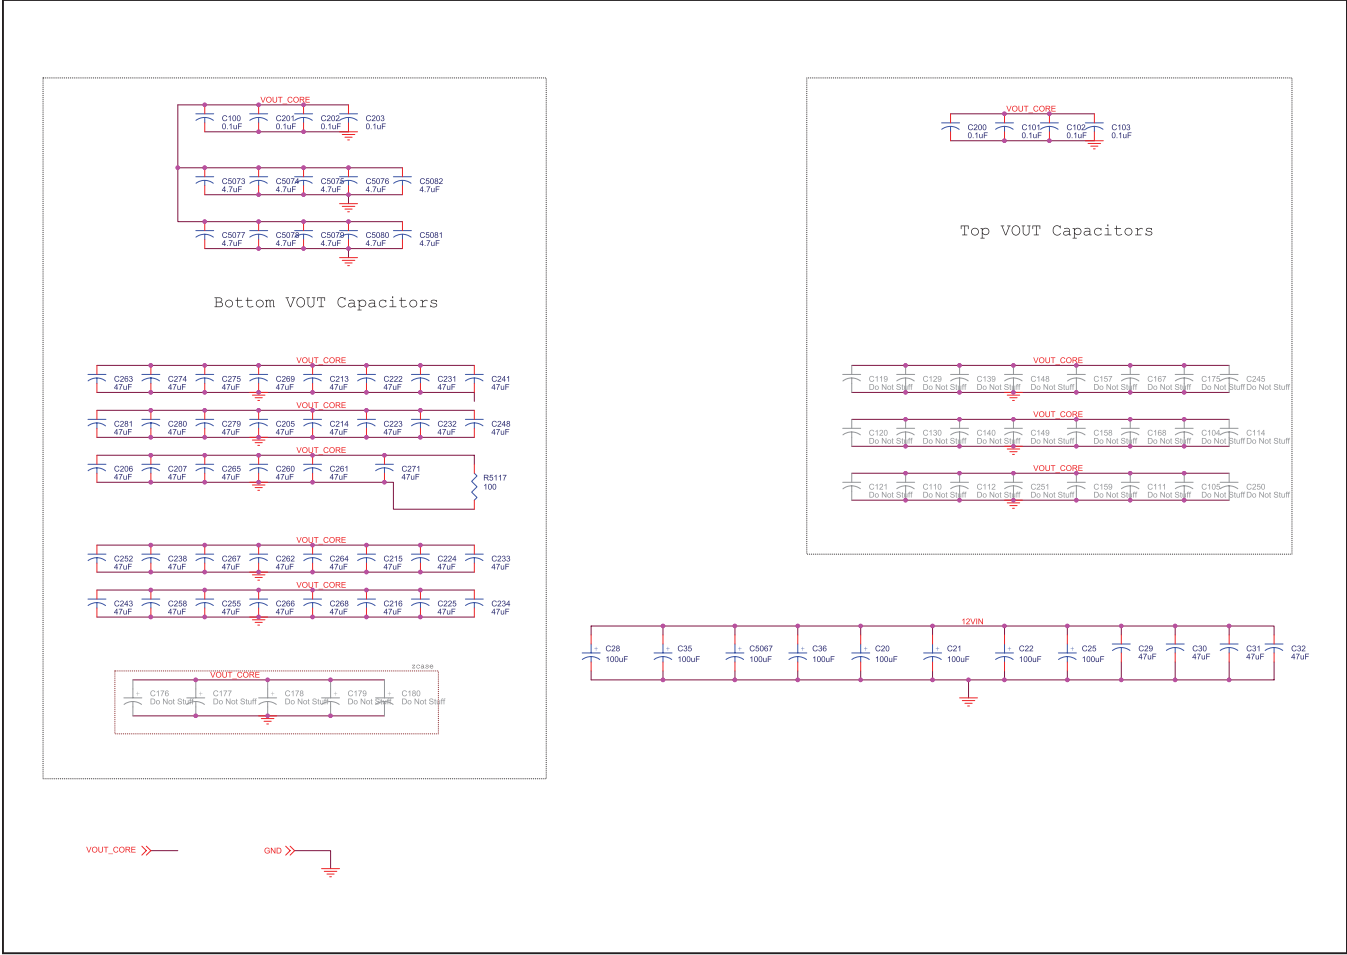 VOUT_CORE
C100 C201 C202 C203
0.1uF 0.1uF 0.1uF 0.1uF
C5073 C5074 C5075 C5076 C5082
4.7uF 4.7uF 4.7uF 4.7uF 4.7uF
C5077 C5078 C5079 C5080 C5081
4.7uF 4.7uF 4.7uF 4.7uF 4.7uF
Bottom VOUT Capacitors
VOUT_CORE
C263 C274 C275 C269 C213 C222 C231 C241
47uF 47uF 47uF 47uF 47uF 47uF 47uF 47uF
VOUT_CORE
C281 C280 C279 C205 C214 C223 C232 C248
47uF 47uF 47uF 47uF 47uF 47uF 47uF 47uF
VOUT_CORE
C206 C207 C265 C260 C261 C271
47uF 47uF 47uF 47uF 47uF 47uF
R5117
100
VOUT_CORE
C252 C238 C267 C262 C264 C215 C224 C233
47uF 47uF 47uF 47uF 47uF 47uF 47uF 47uF
VOUT_CORE
C243 C258 C255 C266 C268 C216 C225 C234
47uF 47uF 47uF 47uF 47uF 47uF 47uF 47uF
zcase
VOUT_CORE
C176 C177 C178 C179 C180
Do Not Stuff Do Not Stuff Do Not Stuff Do Not Stuff Do Not Stuff
VOUT_CORE
GND
VOUT_CORE
C200 C101 C102 C103
0.1uF 0.1uF 0.1uF 0.1uF
Top VOUT Capacitors
VOUT_CORE
C119 C129 C139 C148 C157 C167 C175 C245
Do Not Stuff Do Not Stuff Do Not Stuff Do Not Stuff Do Not Stuff Do Not Stuff Do Not Stuff Do Not Stuff
VOUT_CORE
C120 C130 C140 C149 C158 C168 C104 C114
Do Not Stuff Do Not Stuff Do Not Stuff Do Not Stuff Do Not Stuff Do Not Stuff Do Not Stuff Do Not Stuff
VOUT_CORE
C121 C110 C112 C251 C159 C111 C105 C250
Do Not Stuff Do Not Stuff Do Not Stuff Do Not Stuff Do Not Stuff Do Not Stuff Do Not Stuff Do Not Stuff
12VIN
C28 C35 C5067 C36 C20 C21 C22 C25 C29 C30 C31 C32
100uF 100uF 100uF 100uF 100uF 100uF 100uF 100uF 47uF 47uF 47uF 47uF